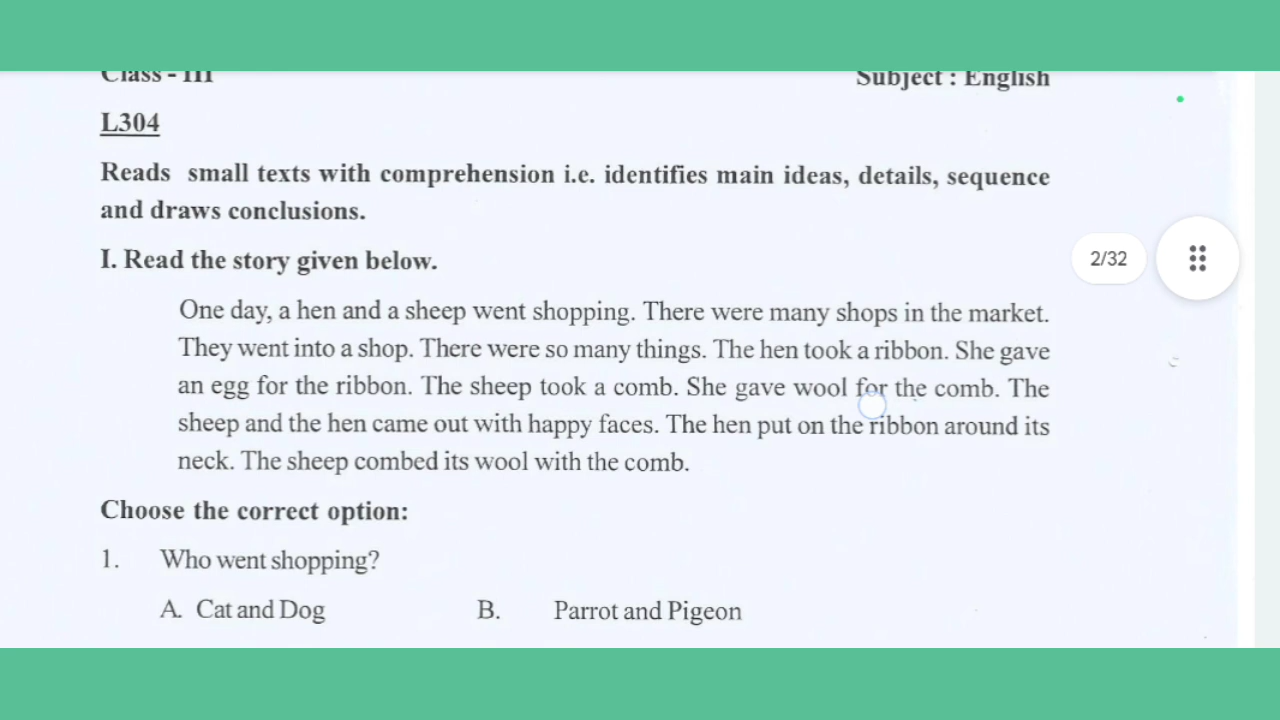 Class - III Subject : English
L304
Reads small texts with comprehension i.e. identifies main ideas, details, sequence
and draws conclusions.
I. Read the story given below.
One day, a hen and a sheep went shopping. There were many shops in the market.
They went into a shop. There were so many things. The hen took a ribbon. She gave
an egg for the ribbon. The sheep took a comb. She gave wool for the comb. The
sheep and the hen came out with happy faces. The hen put on the ribbon around its
neck. The sheep combed its wool with the comb.
2/32
Choose the correct option:
1. Who went shopping?
A. Cat and Dog B. Parrot and Pigeon